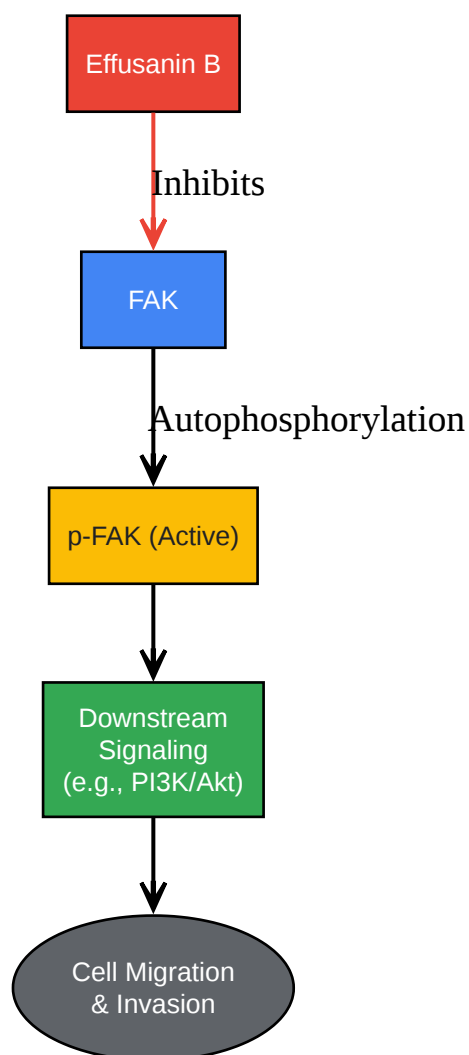 Effusanin B
Inhibits
FAK
Autophosphorylation
p-FAK (Active)
Downstream
Signaling
(e.g., PI3K/Akt)
Cell Migration
& Invasion